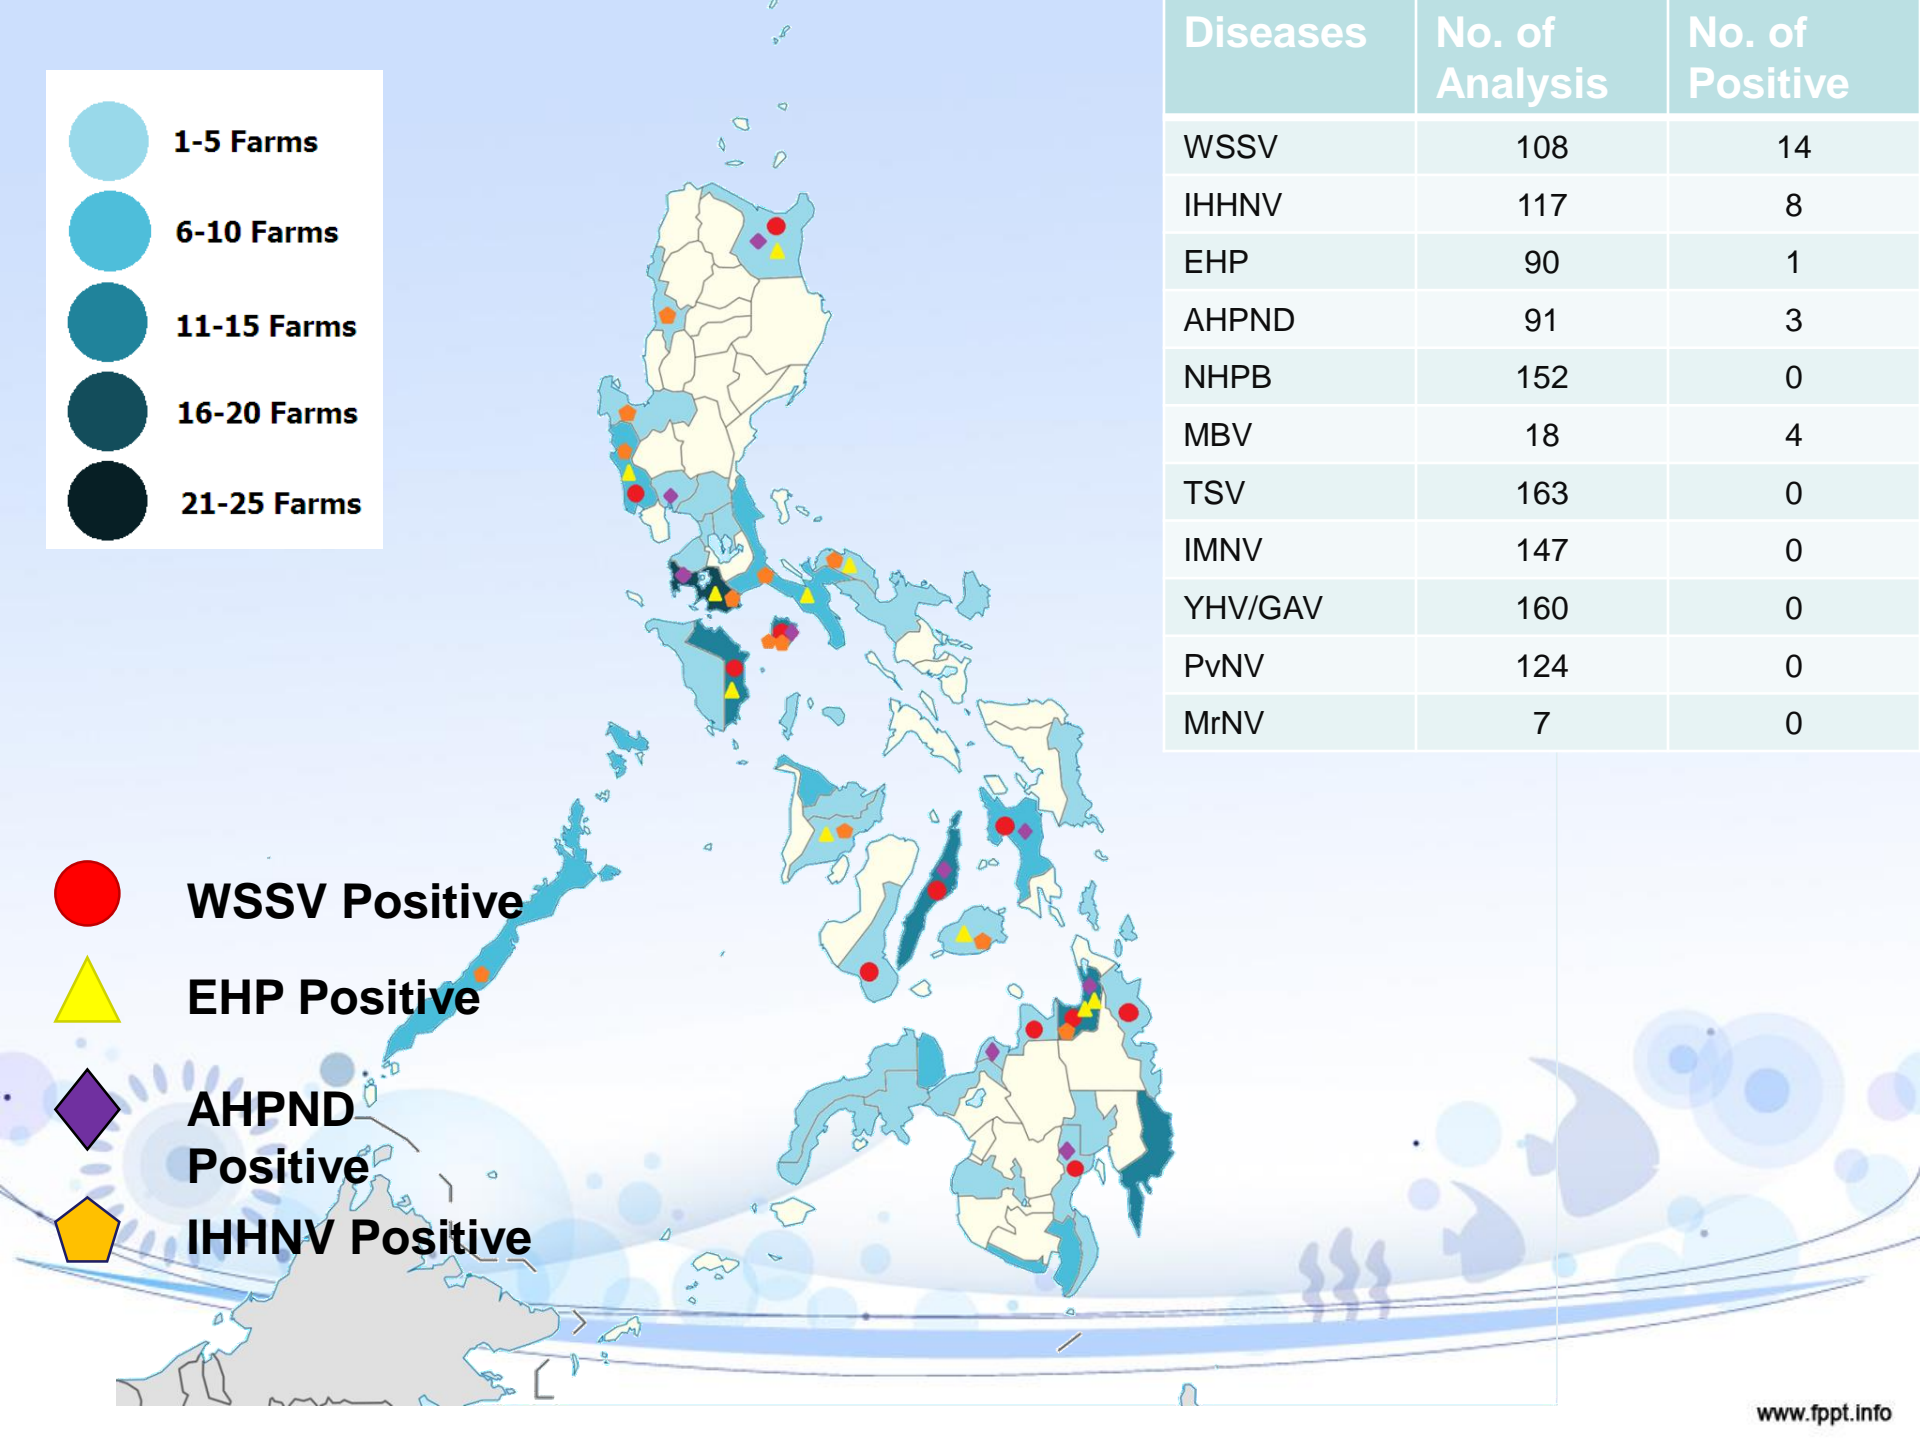 1-5 Farms
6-10 Farms
11-15 Farms
16-20 Farms
21-25 Farms
WSSV Positive
EHP Positive
AHPND
Positive
IHHNV Positive
Diseases No. of Analysis No. of Positive
WSSV 108 14
IHHNV 117 8
EHP 90 1
AHPND 91 3
NHPB 152 0
MBV 18 4
TSV 163 0
IMNV 147 0
YHV/GAV 160 0
PvNV 124 0
MrNV 7 0
www.fppt.info